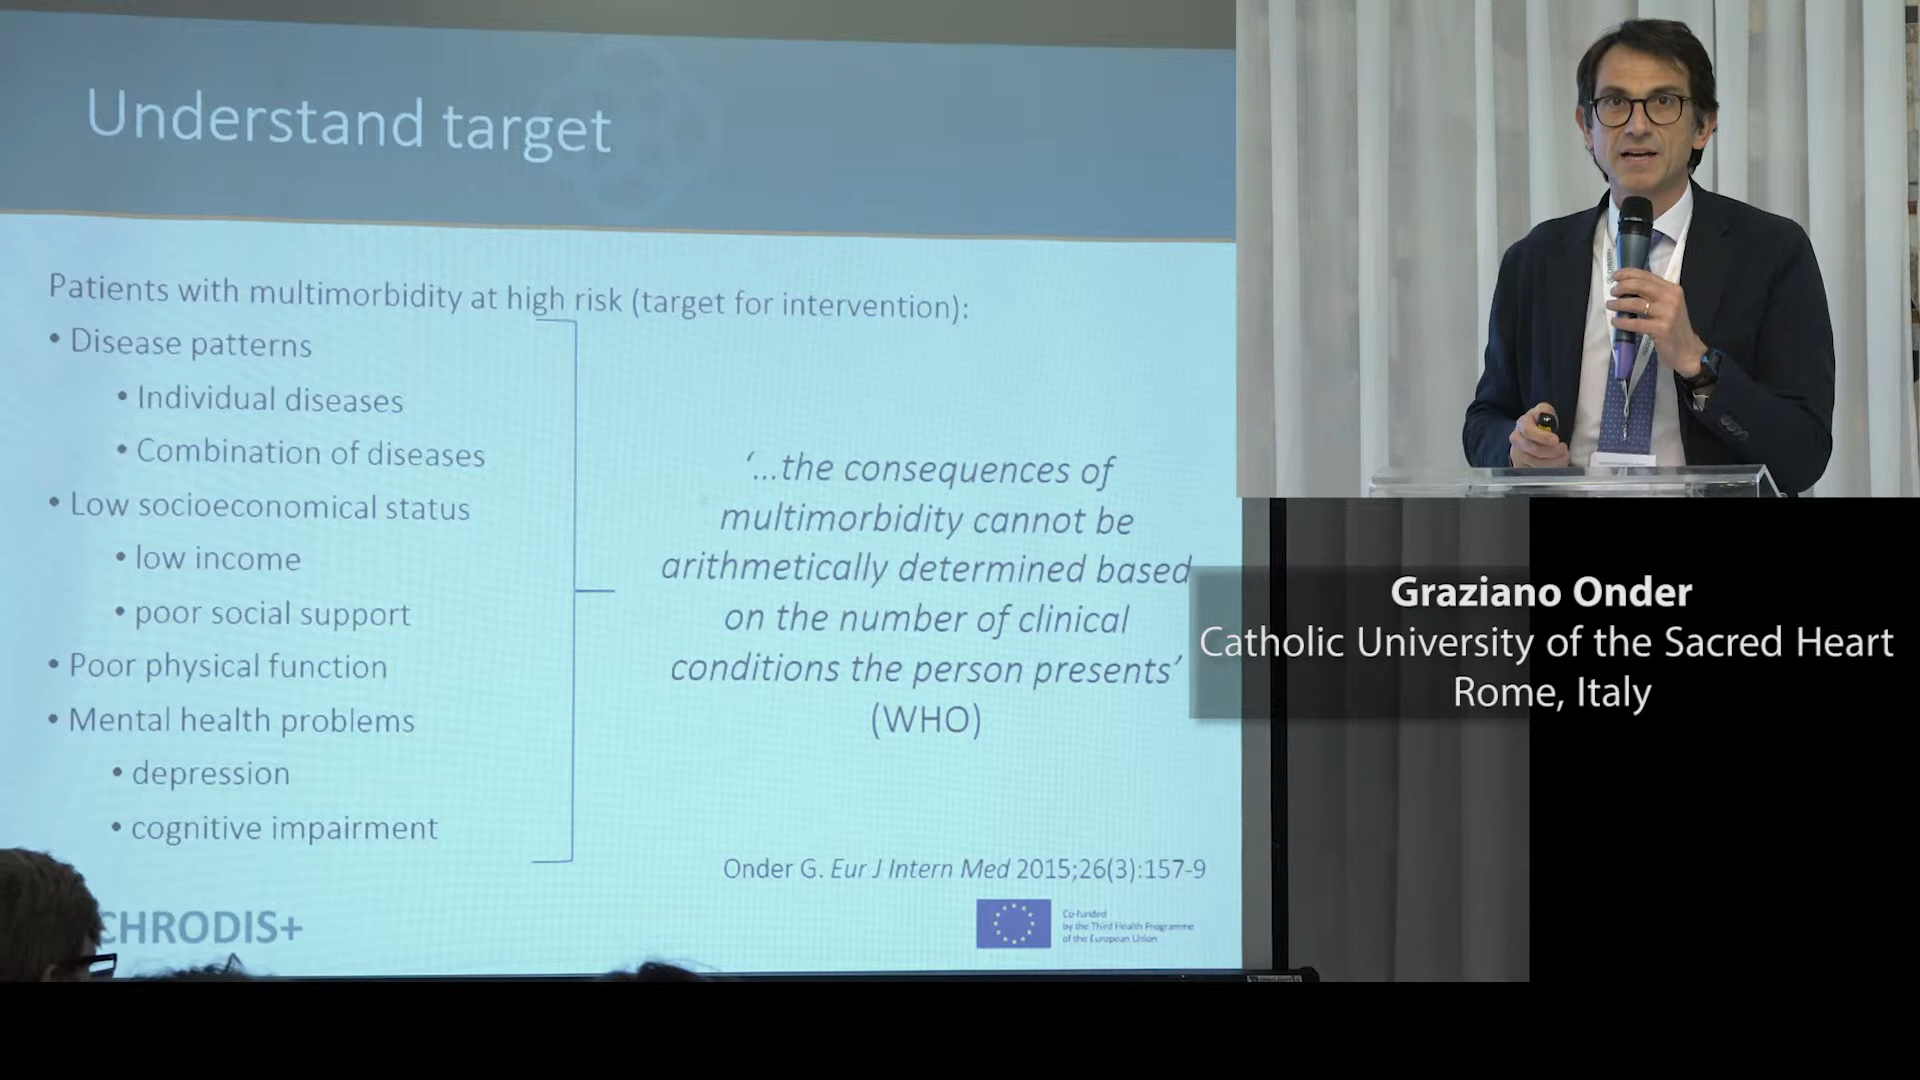 Understand target
Patients with multimorbidity at high risk (target for intervention):
• Disease patterns
• Individual diseases
• Combination of diseases
• Low socioeconomical status
• low income
• poor social support
• Poor physical function
• Mental health problems
• depression
• cognitive impairment
‘...the consequences of
multimorbidity cannot be
arithmetically determined based
on the number of clinical
conditions the person presents’
(WHO)
Onder G. Eur J Intern Med 2015;26(3):157-9
CHRODIS+
Co-funded
by the Third Health Programme
of the European Union
Graziano Onder
Catholic University of the Sacred Heart
Rome, Italy